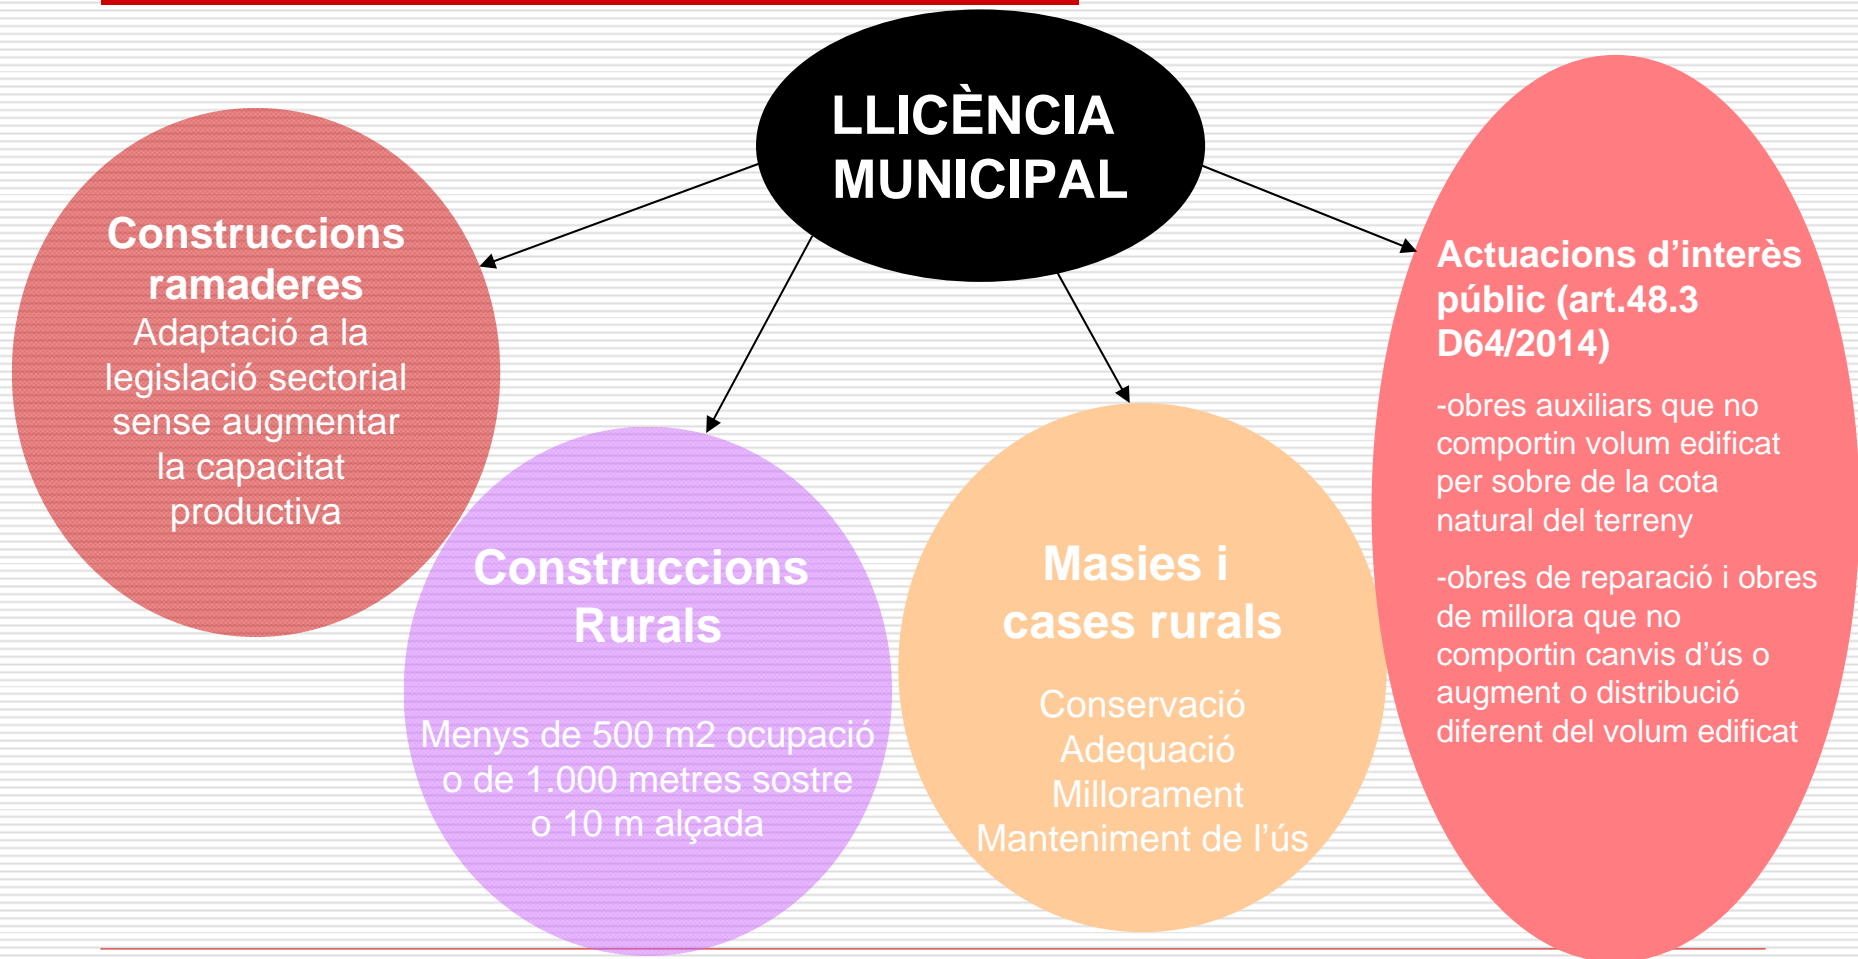 LLICÈNCIA
MUNICIPAL
Construccions
ramaderes
Adaptació a la
legislació sectorial
sense augmentar
la capacitat
productiva
Construccions
Rurals
Menys de 500 m2 ocupació
o de 1.000 metres sostre
o 10 m alçada
Masies i
cases rurals
Conservació
Adequació
Millorament
Manteniment de l’ús
Actuacions d’interès
públic (art.48.3
D64/2014)
-obres auxiliars que no
comportin volum edificat
per sobre de la cota
natural del terreny
-obres de reparació i obres
de millora que no
comportin canvis d’ús o
augment o distribució
diferent del volum edificat